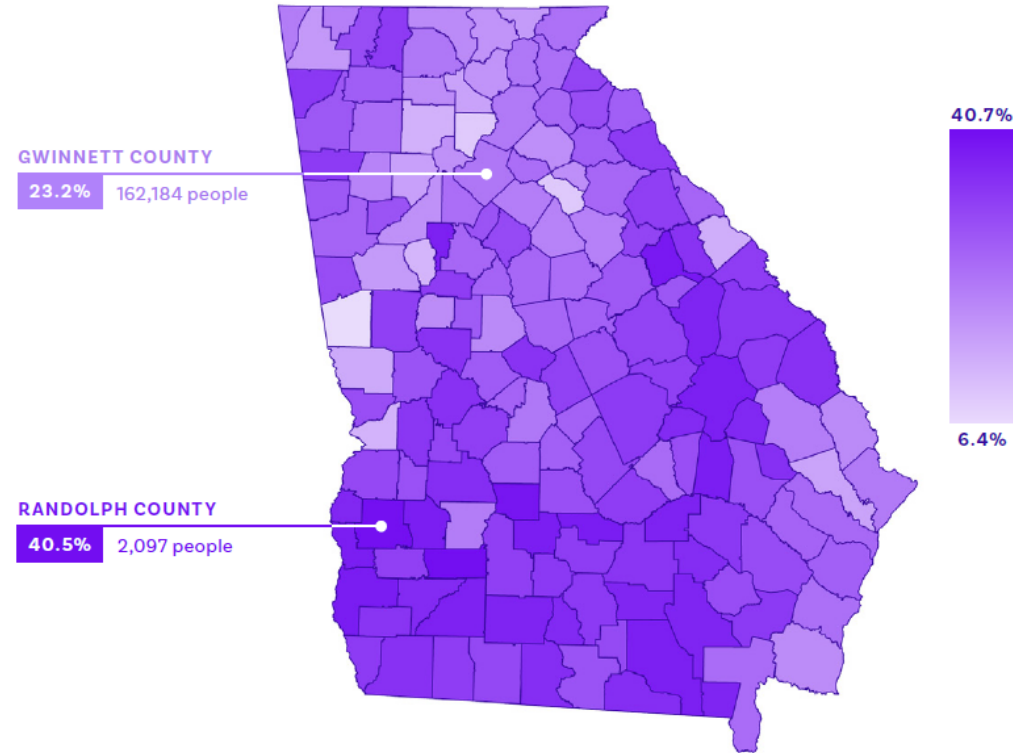 40.7%
GWINNETT COUNTY
23.2% 162,184 people
6.4%
RANDOLPH COUNTY
40.5% 2,097 people